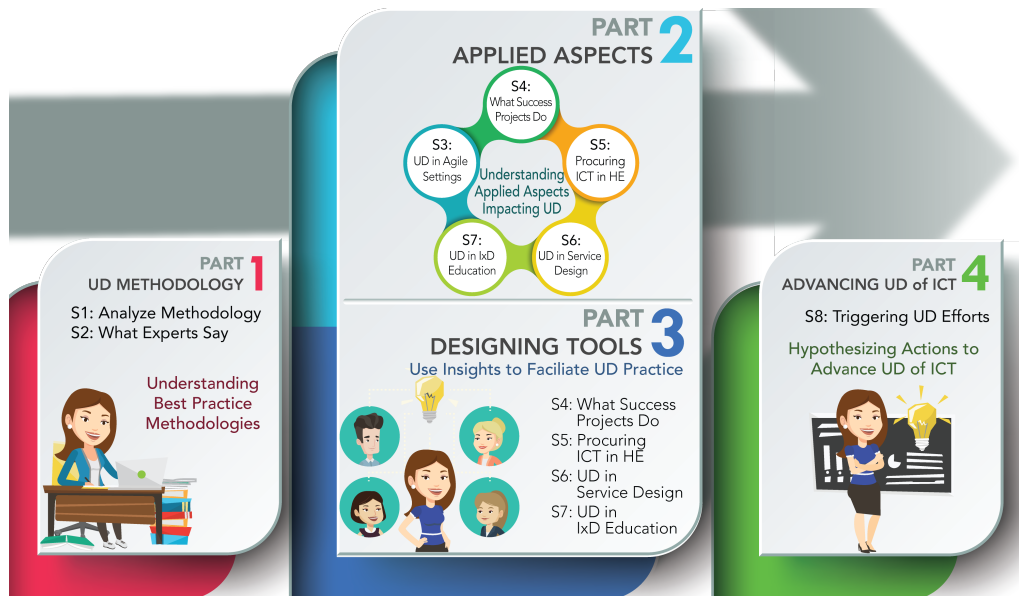 PART 1
UD METHODOLOGY
S1: Analyze Methodology
S2: What Experts Say
Understanding
Best Practice
Methodologies
PART 2
APPLIED ASPECTS
S4:
What Success
Projects Do
S3:
UD in Agile
Settings
S5:
Procuring
ICT in HE
Understanding
Applied Aspects
Impacting UD
S7:
UD in IxD
Education
S6:
UD in Service
Design
PART 3
DESIGNING TOOLS
Use Insights to Faciliate UD Practice
S4: What Success
Projects Do
S5: Procuring
ICT in HE
S6: UD in
Service Design
S7: UD in
IxD Education
PART 4
ADVANCING UD of ICT
S8: Triggering UD Efforts
Hypothesizing Actions to
Advance UD of ICT